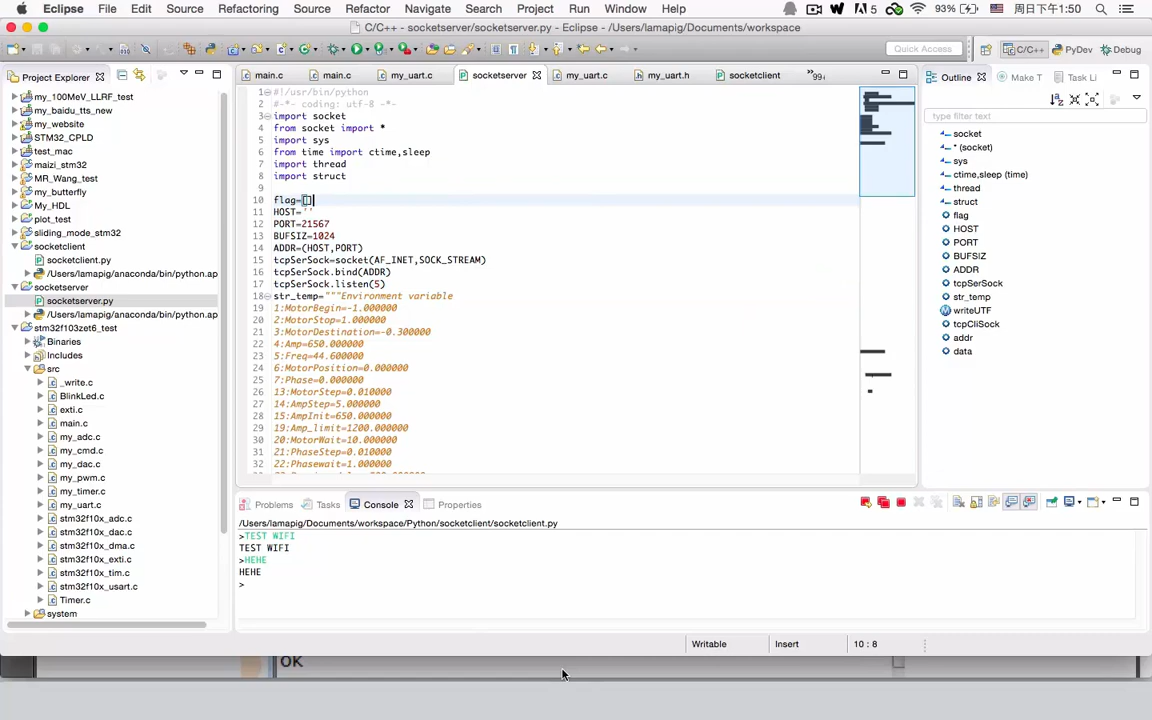 Eclipse File Edit Source Refactoring Source Refactor Navigate Search Project Run Window Help 5 93% 周日下午1:50
C/C++ - socketserver/socketserver.py - Eclipse - /Users/lamapig/Documents/workspace
Quick Access C/C++ PyDev Debug
Project Explorer
my_100MeV_LLRF_test
my_baidu_tts_new
my_website
STM32_CPLD
test_mac
maizi_stm32
MR_Wang_test
my_butterfly
My_HDL
plot_test
sliding_mode_stm32
socketclient
socketclient.py
/Users/lamapig/anaconda/bin/python.ap
socketserver
socketserver.py
/Users/lamapig/anaconda/bin/python.ap
stm32f103zet6_test
Binaries
Includes
src
_write.c
BlinkLed.c
exti.c
main.c
my_adc.c
my_cmd.c
my_dac.c
my_pwm.c
my_timer.c
my_uart.c
stm32f10x_adc.c
stm32f10x_dac.c
stm32f10x_dma.c
stm32f10x_exti.c
stm32f10x_tim.c
stm32f10x_usart.c
Timer.c
system
main.c main.c my_uart.c socketserver my_uart.c my_uart.h socketclient »99+
1 #!/usr/bin/python
2 #-*- coding: utf-8 -*-
3 import socket
4 from socket import *
5 import sys
6 from time import ctime,sleep
7 import thread
8 import struct
9
10 flag=[]
11 HOST=''
12 PORT=21567
13 BUFSIZ=1024
14 ADDR=(HOST,PORT)
15 tcpSerSock=socket(AF_INET,SOCK_STREAM)
16 tcpSerSock.bind(ADDR)
17 tcpSerSock.listen(5)
18 str_temp="""Environment variable
19 1:MotorBegin=-1.000000
20 2:MotorStop=1.000000
21 3:MotorDestination=-0.300000
22 4:Amp=650.000000
23 5:Freq=44.600000
24 6:MotorPosition=0.000000
25 7:Phase=0.000000
26 13:MotorStep=0.010000
27 14:AmpStep=5.000000
28 15:AmpInit=650.000000
29 19:Amp_limit=1200.000000
30 20:MotorWait=10.000000
31 21:PhaseStep=0.010000
32 22:Phasewait=1.000000
Outline Make T Task Li
type filter text
socket
* (socket)
sys
ctime,sleep (time)
thread
struct
flag
HOST
PORT
BUFSIZ
ADDR
tcpSerSock
str_temp
writeUTF
tcpCliSock
addr
data
Problems Tasks Console Properties
/Users/lamapig/Documents/workspace/Python/socketclient/socketclient.py
>TEST WIFI
TEST WIFI
>HEHE
HEHE
>
Writable Insert 10 : 8
OK